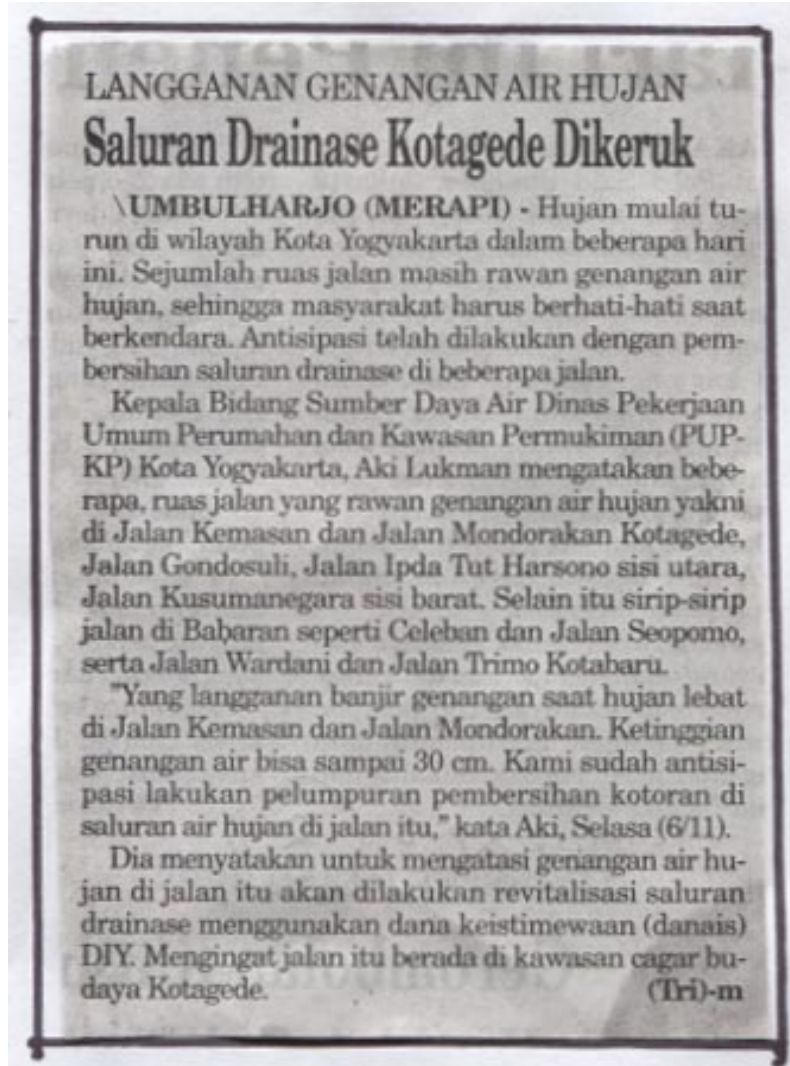 LANGGANAN GENANGAN AIR HUJAN
Saluran Drainase Kotagede Dikeruk
\UMBULHARJO (MERAPI) - Hujan mulai tu-
run di wilayah Kota Yogyakarta dalam beberapa hari
ini. Sejumlah ruas jalan masih rawan genangan air
hujan, sehingga masyarakat harus berhati-hati saat
berkendara. Antisipasi telah dilakukan dengan pem-
bersihan saluran drainase di beberapa jalan.
Kepala Bidang Sumber Daya Air Dinas Pekerjaan
Umum Perumahan dan Kawasan Permukiman (PUP-
KP) Kota Yogyakarta, Aki Lukman mengatakan bebe-
rapa, ruas jalan yang rawan genangan air hujan yakni
di Jalan Kemasan dan Jalan Mondorakan Kotagede,
Jalan Gondosuli, Jalan Ipda Tut Harsono sisi utara,
Jalan Kusumanegara sisi barat. Selain itu sirip-sirip
jalan di Babaran seperti Celeban dan Jalan Seopomo,
serta Jalan Wardani dan Jalan Trimo Kotabaru.
"Yang langganan banjir genangan saat hujan lebat
di Jalan Kemasan dan Jalan Mondorakan. Ketinggian
genangan air bisa sampai 30 cm. Kami sudah antisi-
pasi lakukan pelumpuran pembersihan kotoran di
saluran air hujan di jalan itu," kata Aki, Selasa (6/11).
Dia menyatakan untuk mengatasi genangan air hu-
jan di jalan itu akan dilakukan revitalisasi saluran
drainase menggunakan dana keistimewaan (danais)
DIY. Mengingat jalan itu berada di kawasan cagar bu-
daya Kotagede. (Tri)-m